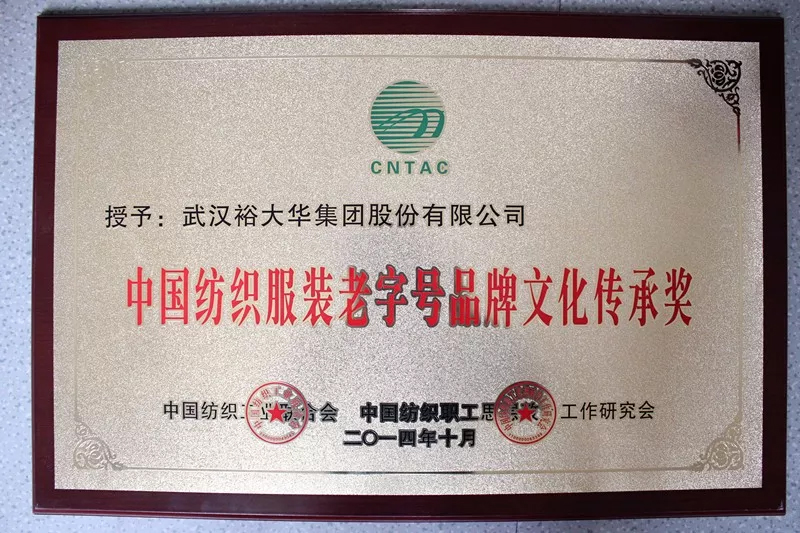 CNTAC
授予：武汉裕大华集团股份有限公司
中国纺织服装老字号品牌文化传承奖
中国纺织工业联合会 中国纺织职工思 工作研究会
二〇一四年十月